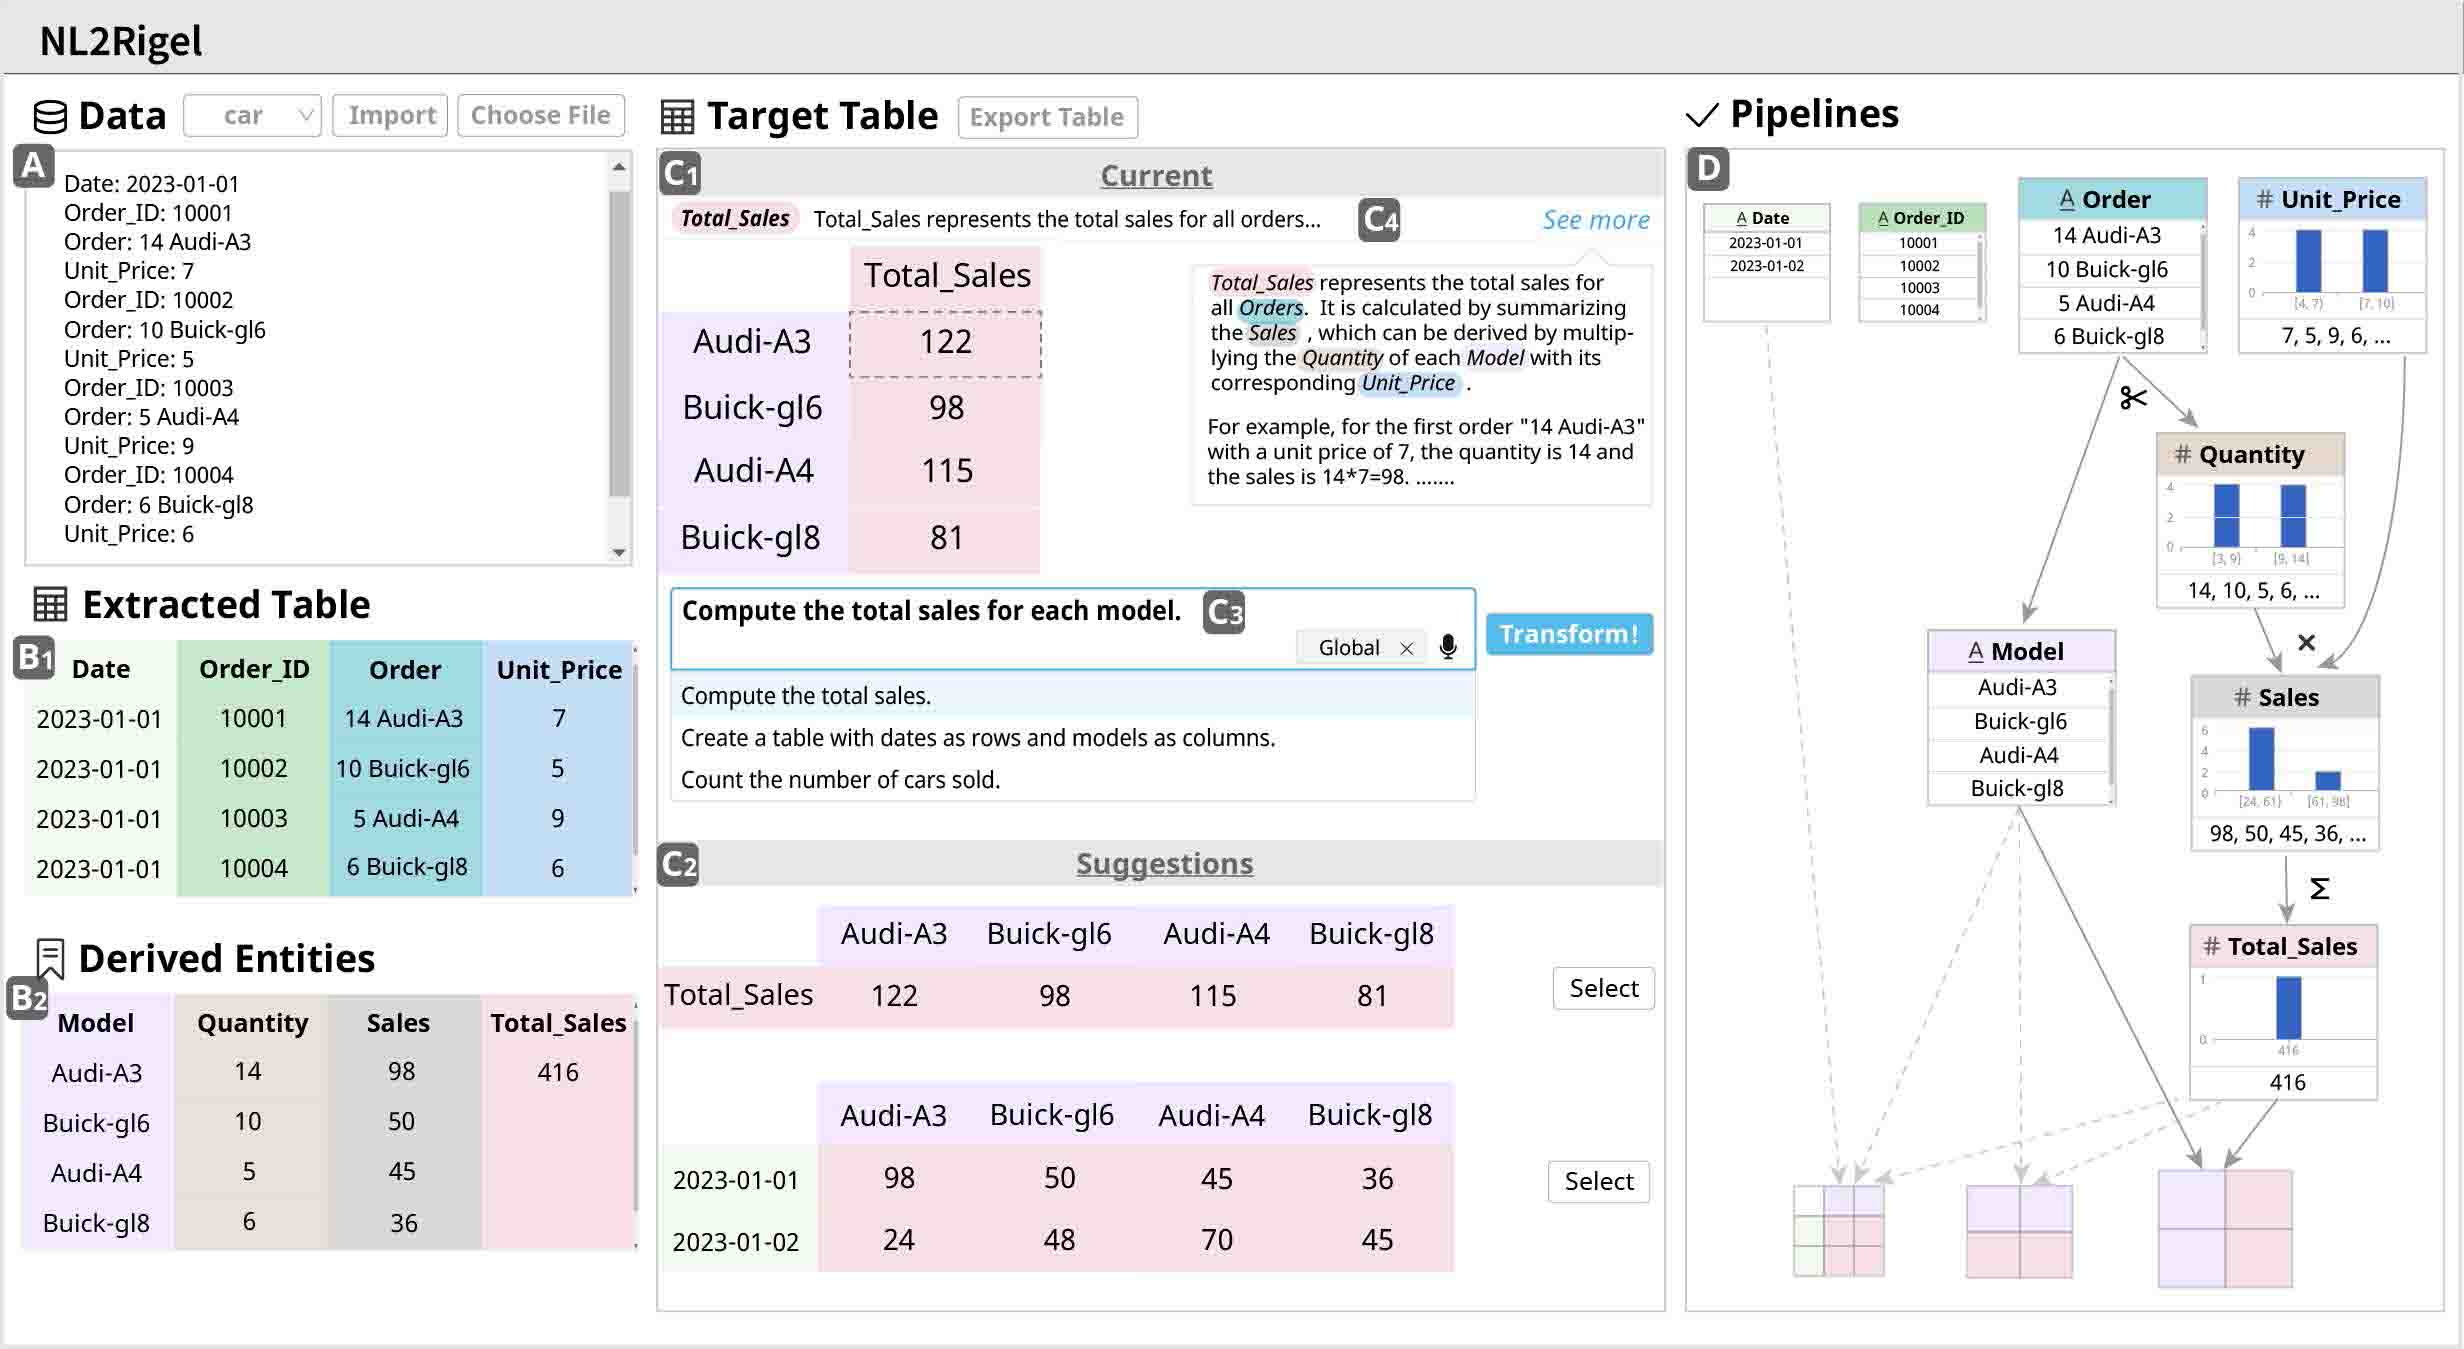 NL2Rigel
Data
car
Import
Choose File
A
Date: 2023-01-01
Order_ID: 10001
Order: 14 Audi-A3
Unit_Price: 7
Order_ID: 10002
Order: 10 Buick-gl6
Unit_Price: 5
Order_ID: 10003
Order: 5 Audi-A4
Unit_Price: 9
Order_ID: 10004
Order: 6 Buick-gl8
Unit_Price: 6
Extracted Table
B1
Date Order_ID Order Unit_Price
2023-01-01 10001 14 Audi-A3 7
2023-01-01 10002 10 Buick-gl6 5
2023-01-01 10003 5 Audi-A4 9
2023-01-01 10004 6 Buick-gl8 6
Derived Entities
B2
Model Quantity Sales Total_Sales
Audi-A3 14 98 416
Buick-gl6 10 50
Audi-A4 5 45
Buick-gl8 6 36
Target Table
Export Table
C1
Current
Total_Sales Total_Sales represents the total sales for all orders...
C4
See more
Total_Sales
Audi-A3 122
Buick-gl6 98
Audi-A4 115
Buick-gl8 81
Total_Sales represents the total sales for
all Orders. It is calculated by summarizing
the Sales , which can be derived by multip-
lying the Quantity of each Model with its
corresponding Unit_Price .
For example, for the first order "14 Audi-A3"
with a unit price of 7, the quantity is 14 and
the sales is 14*7=98. .......
Compute the total sales for each model.
C3
Global ×
Transform!
Compute the total sales.
Create a table with dates as rows and models as columns.
Count the number of cars sold.
C2
Suggestions
Audi-A3 Buick-gl6 Audi-A4 Buick-gl8
Total_Sales 122 98 115 81
Select
Audi-A3 Buick-gl6 Audi-A4 Buick-gl8
2023-01-01 98 50 45 36
2023-01-02 24 48 70 45
Select
Pipelines
D
A Date
2023-01-01
2023-01-02
A Order_ID
10001
10002
10003
10004
A Order
14 Audi-A3
10 Buick-gl6
5 Audi-A4
6 Buick-gl8
# Unit_Price
4
2
0
[4, 7) [7, 10]
7, 5, 9, 6, ...
# Quantity
4
2
0
[3, 9) [9, 14]
14, 10, 5, 6, ...
×
A Model
Audi-A3
Buick-gl6
Audi-A4
Buick-gl8
# Sales
6
4
2
0
[24, 61) [61, 98]
98, 50, 45, 36, ...
Σ
# Total_Sales
1
0
416
416